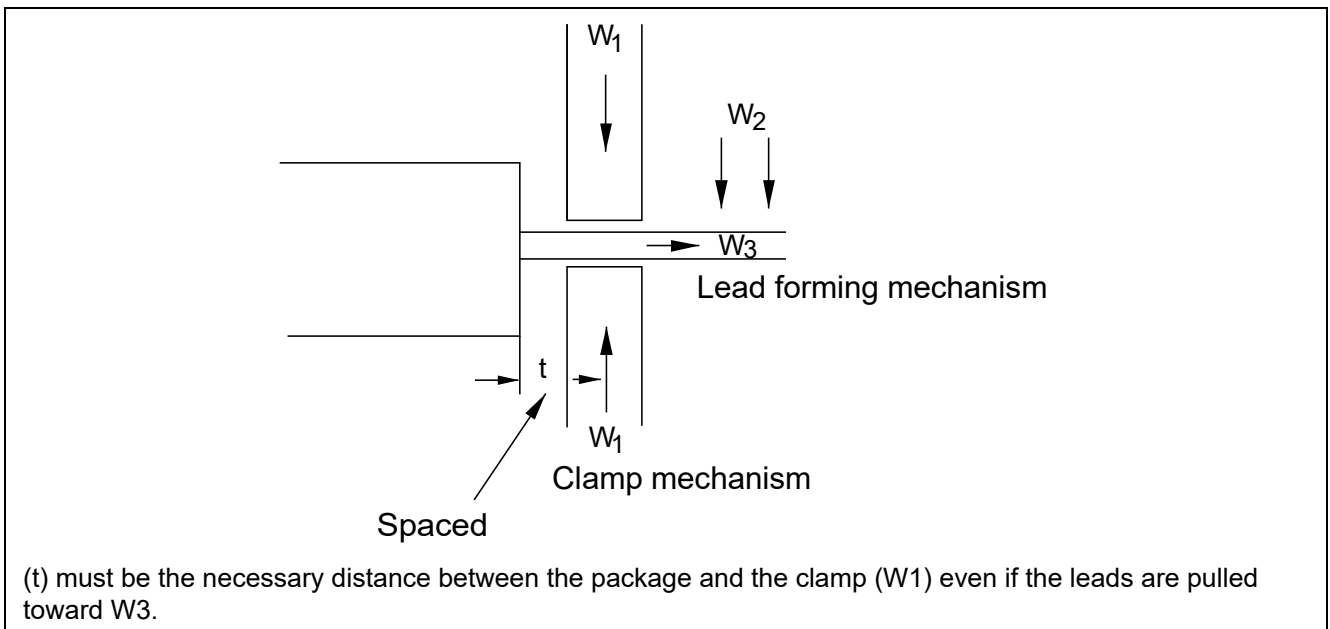 W1
W2
W3
Lead forming mechanism
t
W1
Clamp mechanism
Spaced
(t) must be the necessary distance between the package and the clamp (W1) even if the leads are pulled
toward W3.